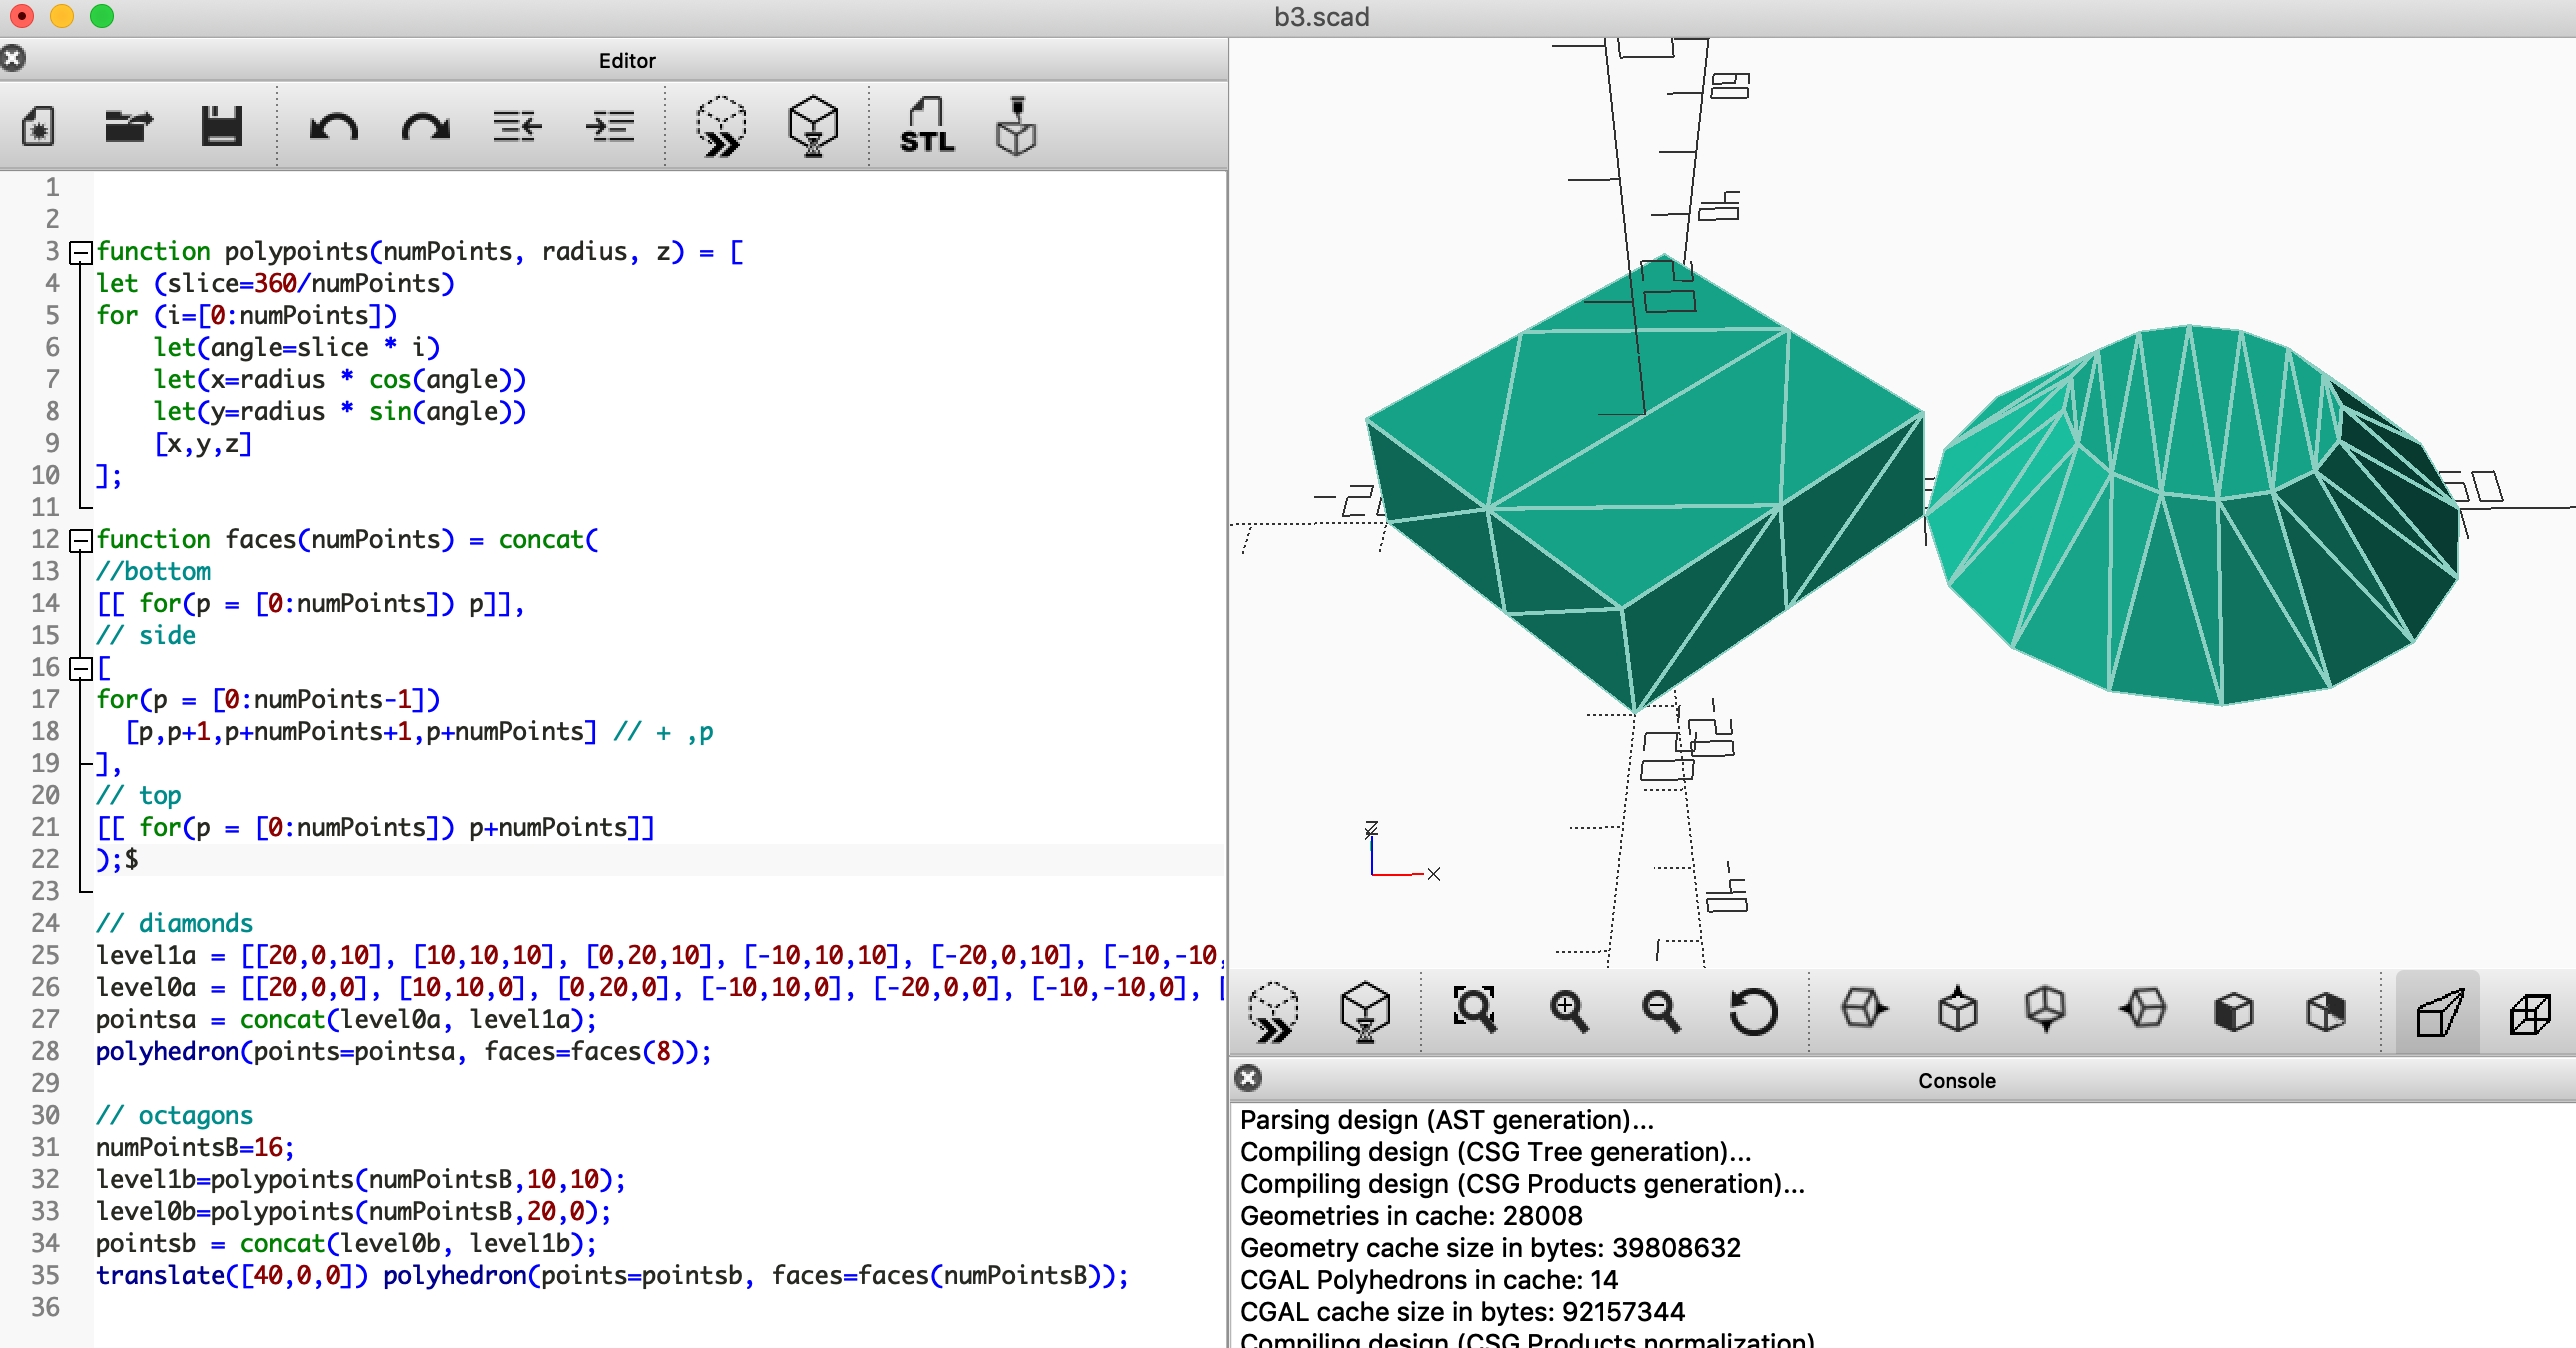 b3.scad
Editor
STL
1
2
3 function polypoints(numPoints, radius, z) = [
4 let (slice=360/numPoints)
5 for (i=[0:numPoints])
6 let(angle=slice * i)
7 let(x=radius * cos(angle))
8 let(y=radius * sin(angle))
9 [x,y,z]
10 ];
11
12 function faces(numPoints) = concat(
13 //bottom
14 [[ for(p = [0:numPoints]) p]],
15 // side
16 [
17 for(p = [0:numPoints-1])
18 [p,p+1,p+numPoints+1,p+numPoints] // + ,p
19 ],
20 // top
21 [[ for(p = [0:numPoints]) p+numPoints]]
22 );$
23
24 // diamonds
25 level1a = [[20,0,10], [10,10,10], [0,20,10], [-10,10,10], [-20,0,10], [-10,-10,
26 level0a = [[20,0,0], [10,10,0], [0,20,0], [-10,10,0], [-20,0,0], [-10,-10,0], [
27 pointsa = concat(level0a, level1a);
28 polyhedron(points=pointsa, faces=faces(8));
29
30 // octagons
31 numPointsB=16;
32 level1b=polypoints(numPointsB,10,10);
33 level0b=polypoints(numPointsB,20,0);
34 pointsb = concat(level0b, level1b);
35 translate([40,0,0]) polyhedron(points=pointsb, faces=faces(numPointsB));
36
Z
X
Console
Parsing design (AST generation)...
Compiling design (CSG Tree generation)...
Compiling design (CSG Products generation)...
Geometries in cache: 28008
Geometry cache size in bytes: 39808632
CGAL Polyhedrons in cache: 14
CGAL cache size in bytes: 92157344
Compiling design (CSG Products normalization)